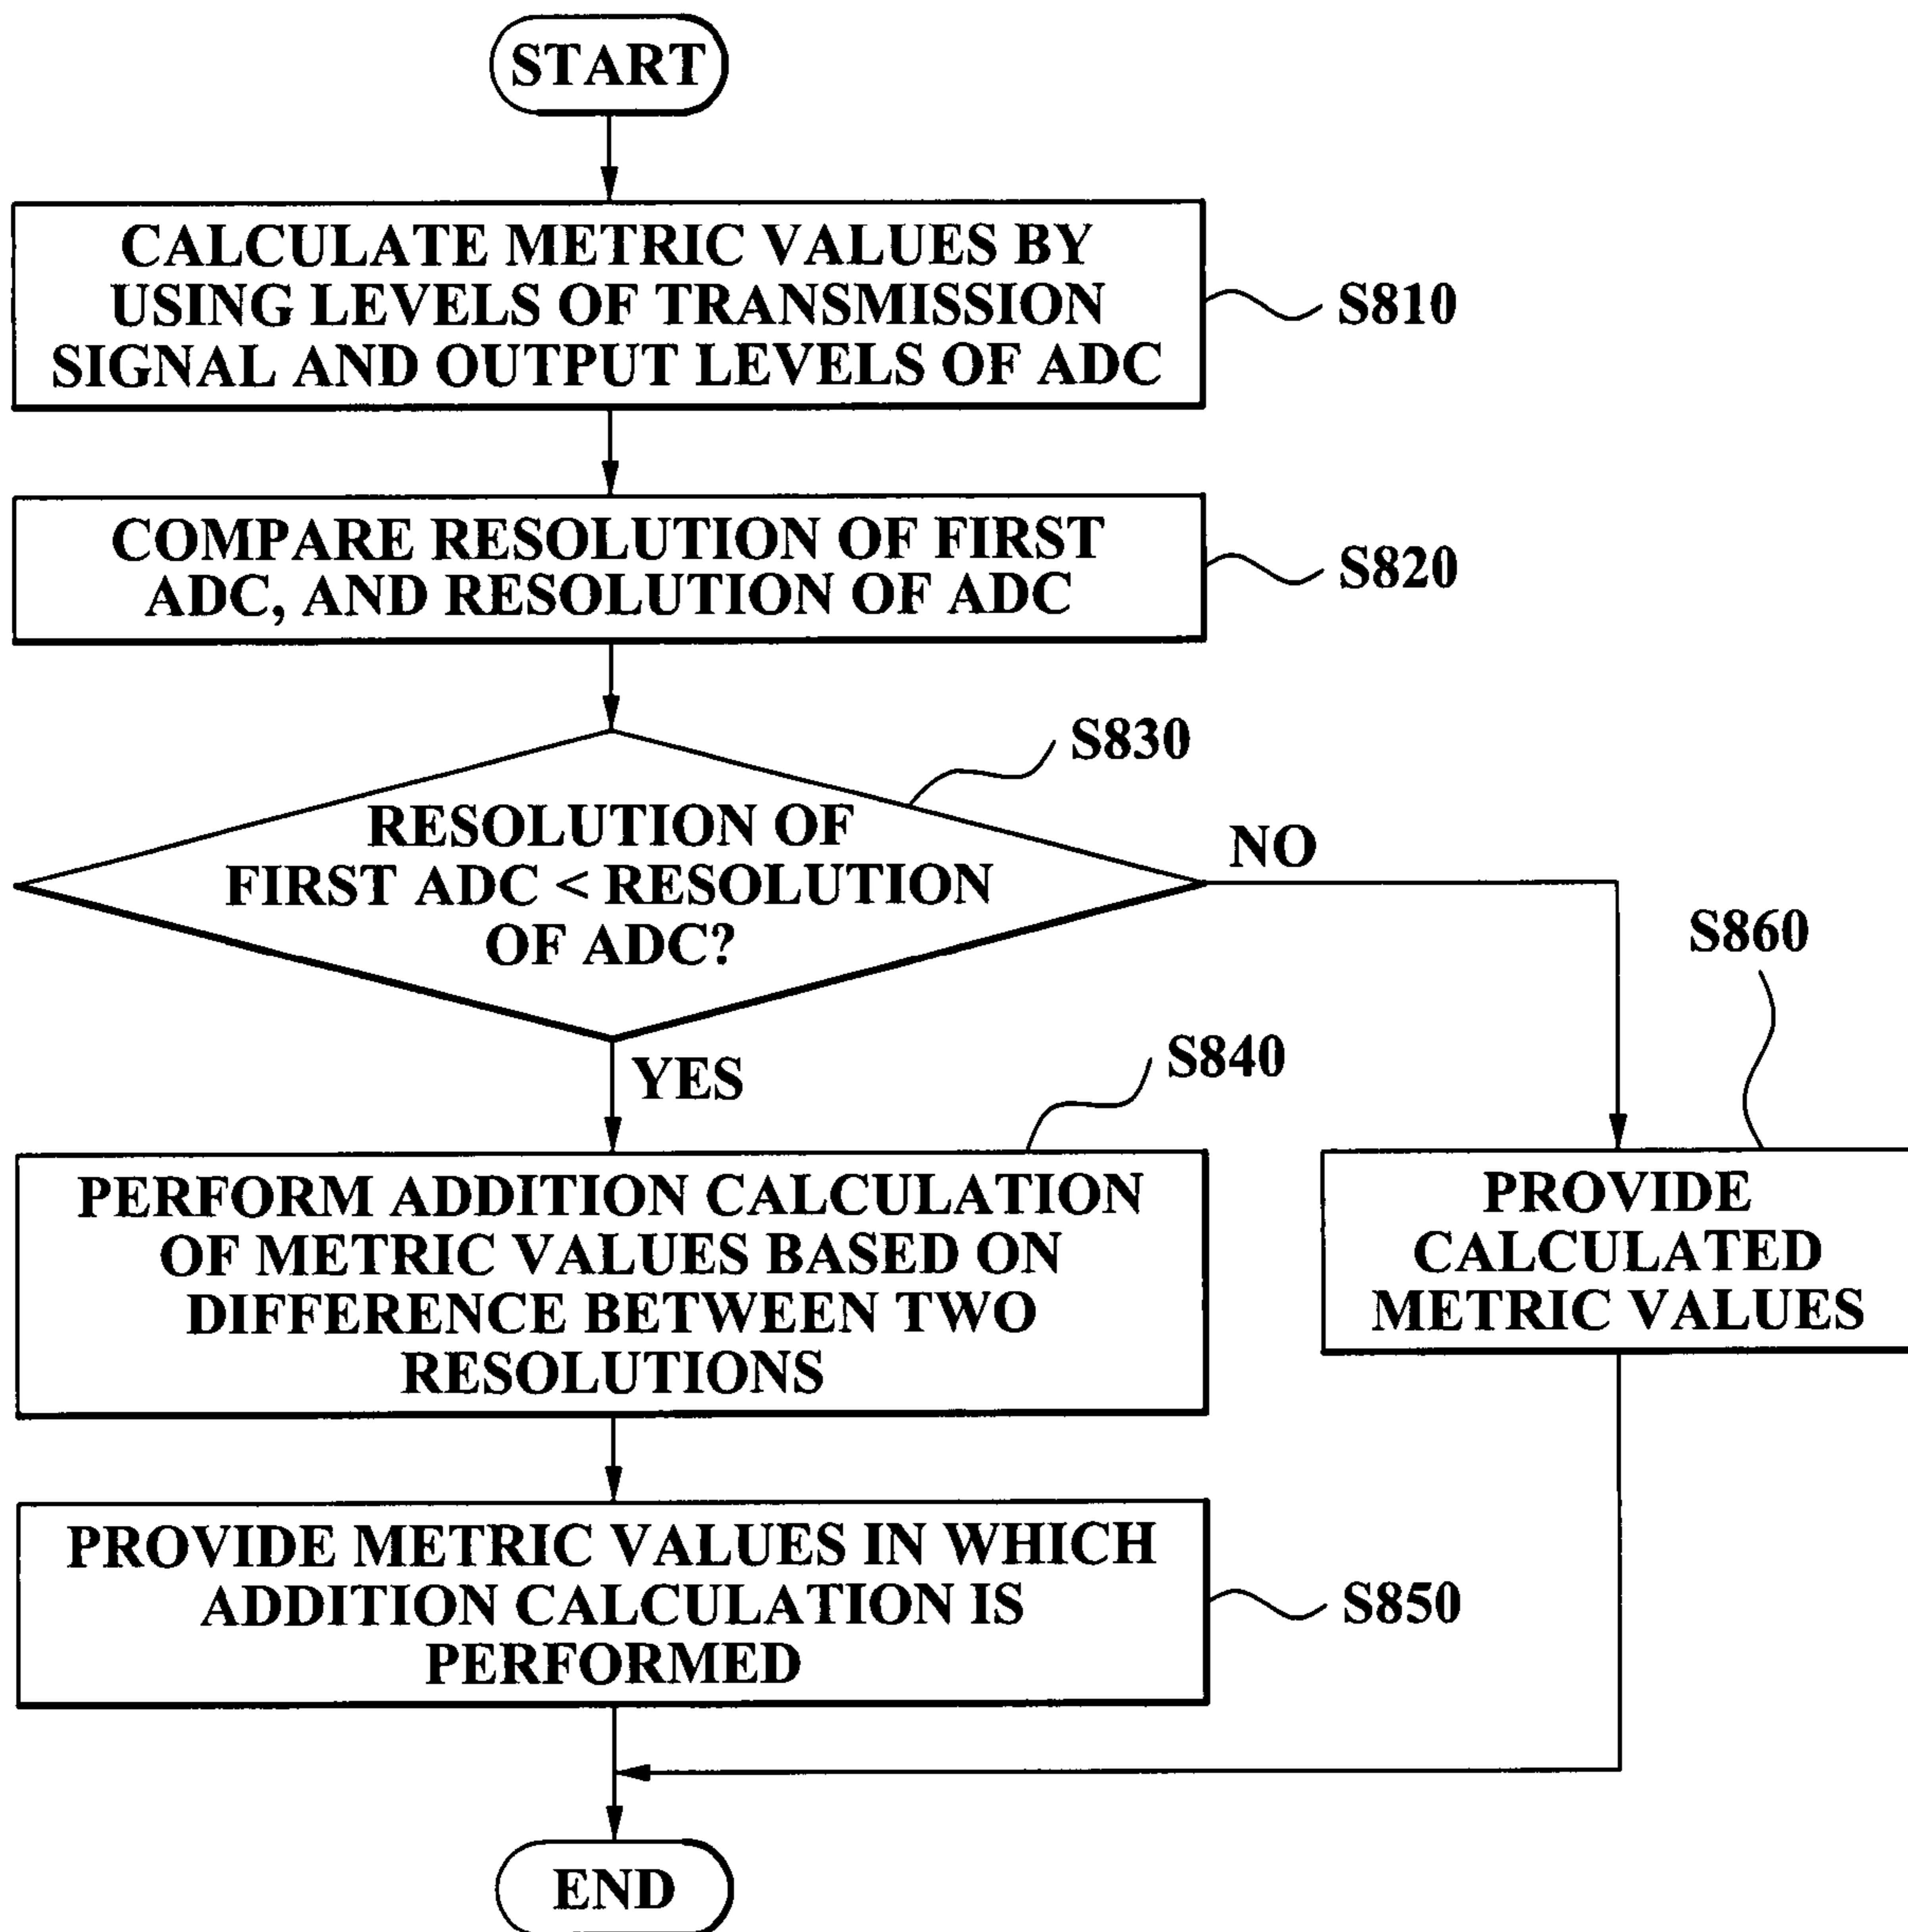 START
CALCULATE METRIC VALUES BY
USING LEVELS OF TRANSMISSION
SIGNAL AND OUTPUT LEVELS OF ADC
S810
COMPARE RESOLUTION OF FIRST
ADC, AND RESOLUTION OF ADC
S820
S830
RESOLUTION OF
FIRST ADC < RESOLUTION
OF ADC?
NO
YES
S840
PERFORM ADDITION CALCULATION
OF METRIC VALUES BASED ON
DIFFERENCE BETWEEN TWO
RESOLUTIONS
S860
PROVIDE
CALCULATED
METRIC VALUES
PROVIDE METRIC VALUES IN WHICH
ADDITION CALCULATION IS
PERFORMED
S850
END